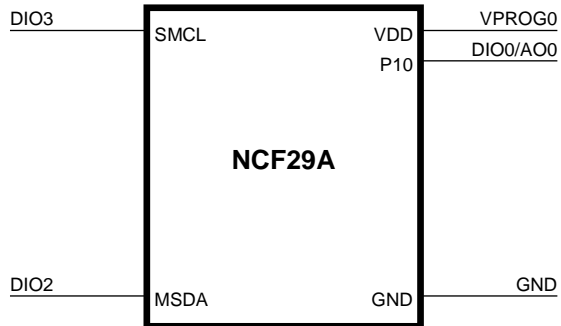 DIO3
SMCL
VDD
VPROG0
P10
DIO0/AO0
NCF29A
DIO2
MSDA
GND
GND